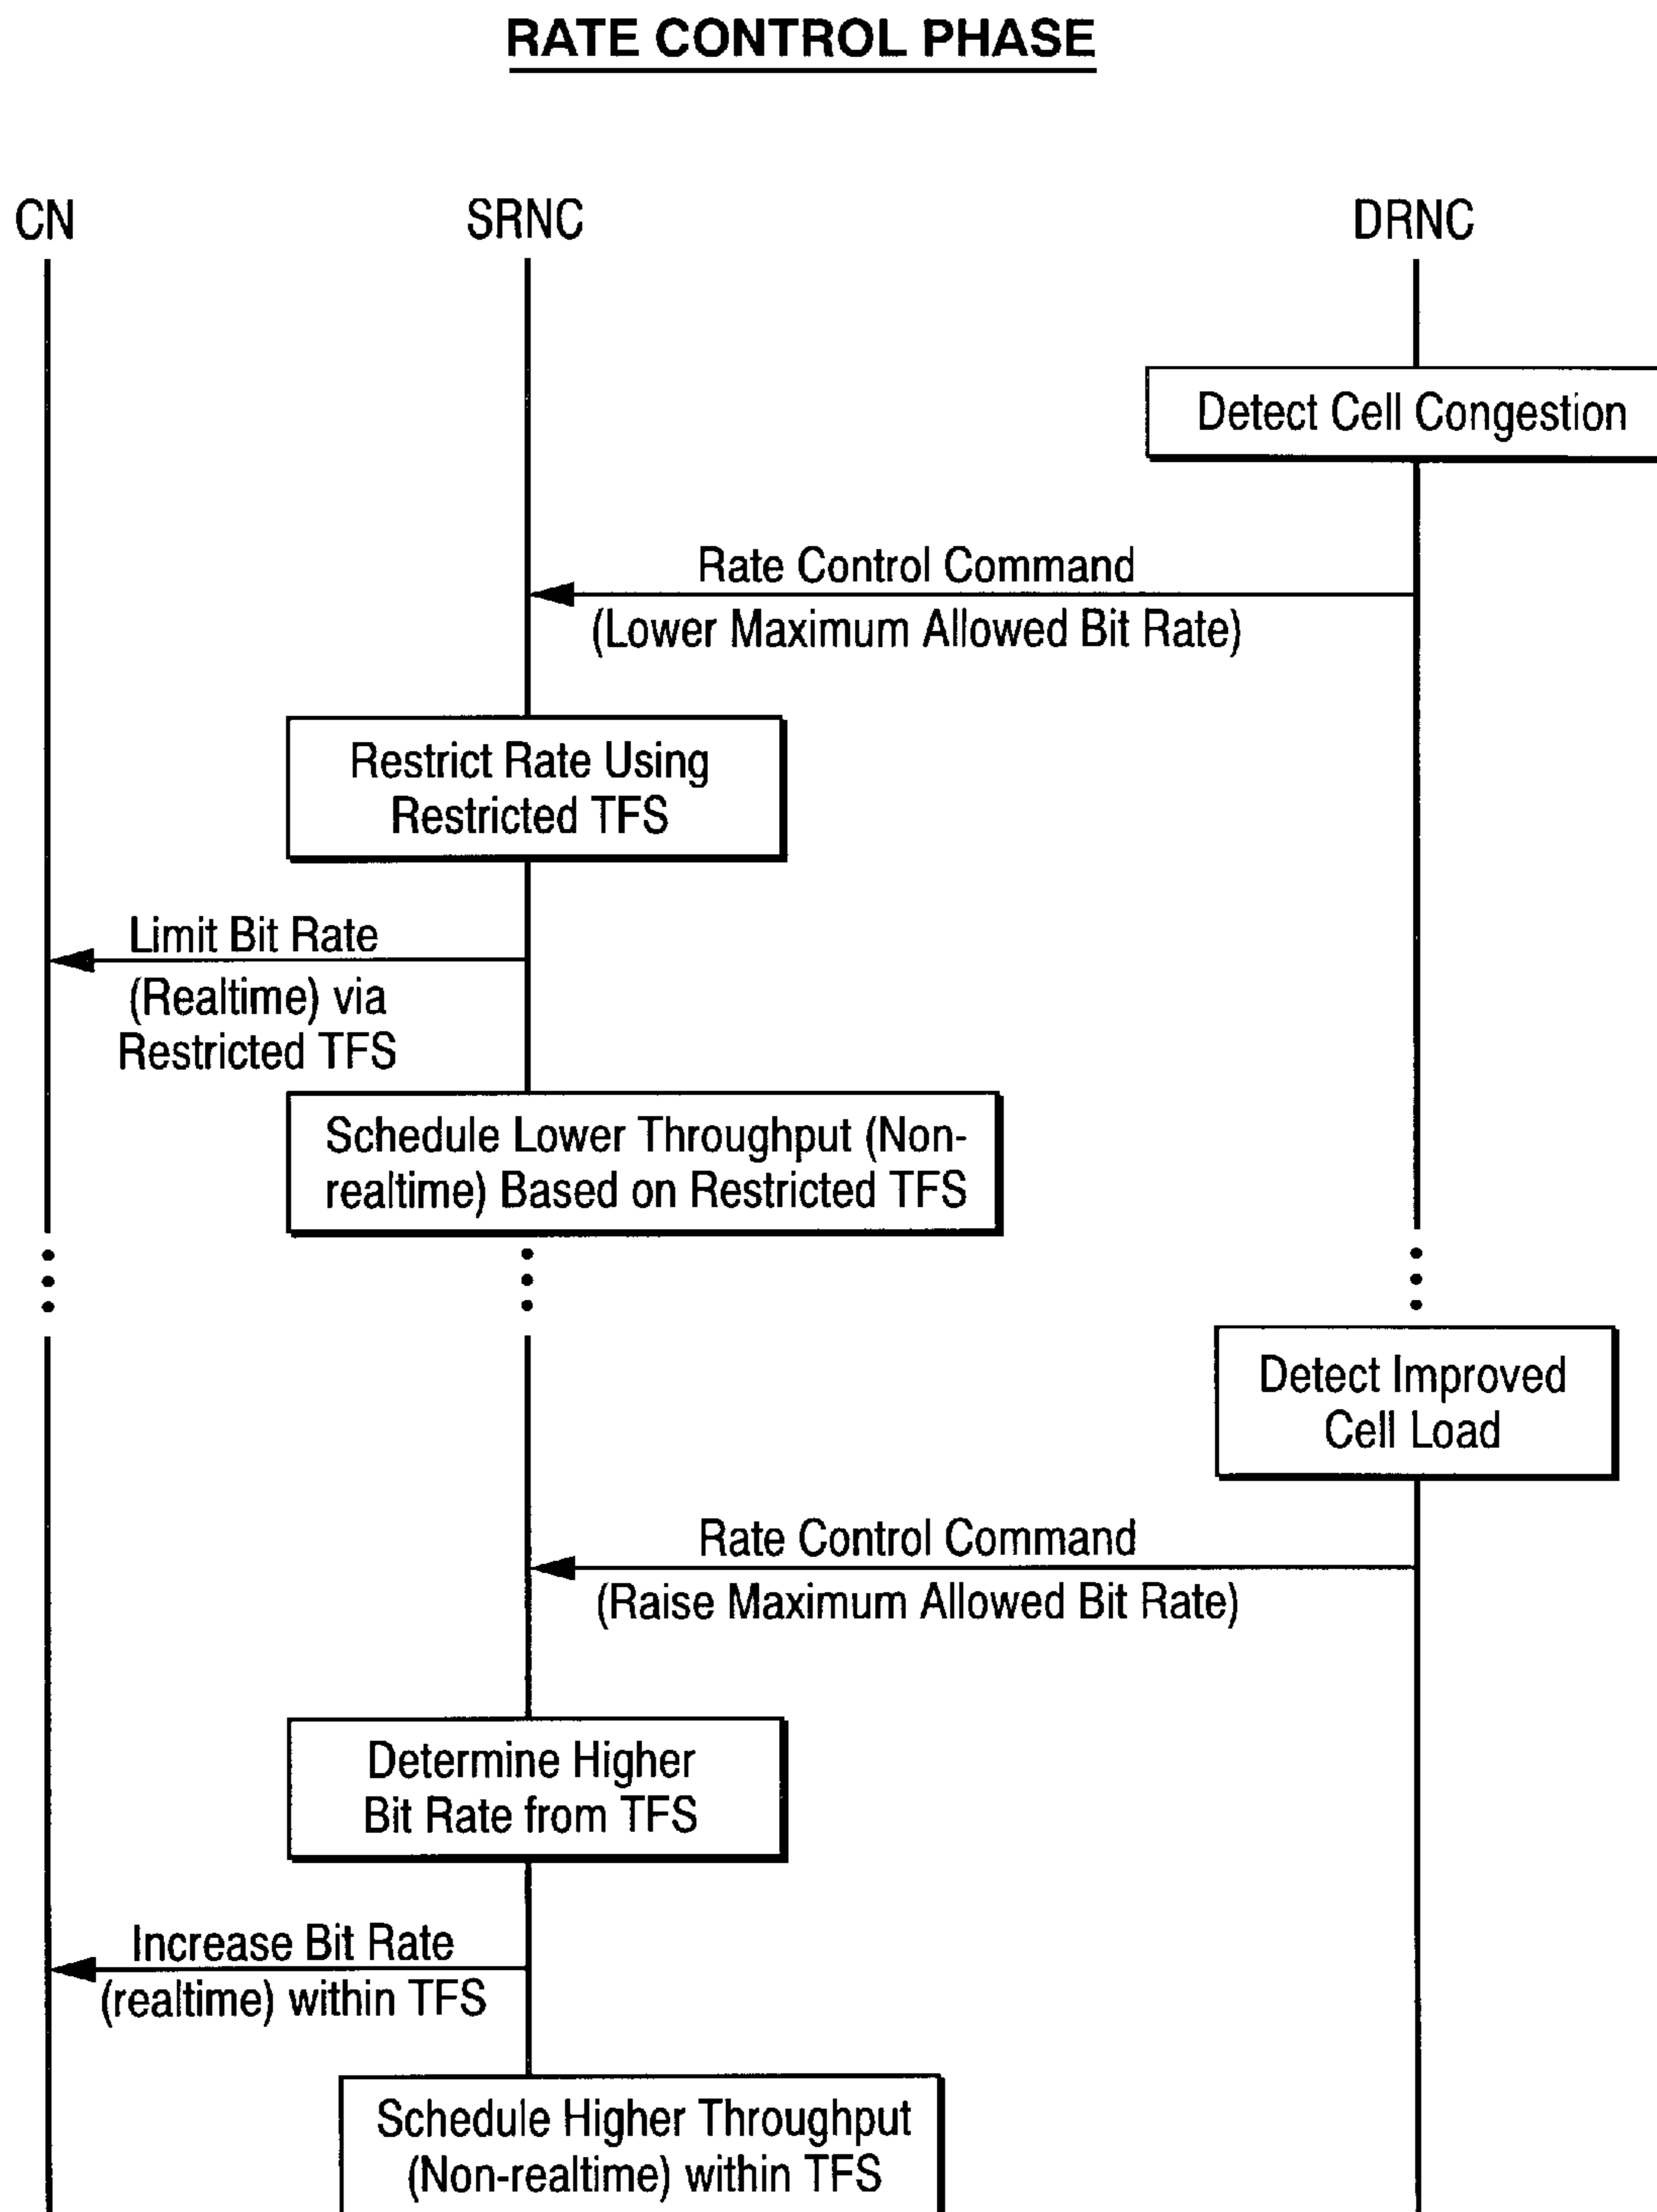 RATE CONTROL PHASE
CN
SRNC
DRNC
Detect Cell Congestion
Rate Control Command
(Lower Maximum Allowed Bit Rate)
Restrict Rate Using
Restricted TFS
Limit Bit Rate
(Realtime) via
Restricted TFS
Schedule Lower Throughput (Non-
realtime) Based on Restricted TFS
Detect Improved
Cell Load
Rate Control Command
(Raise Maximum Allowed Bit Rate)
Determine Higher
Bit Rate from TFS
Increase Bit Rate
(realtime) within TFS
Schedule Higher Throughput
(Non-realtime) within TFS